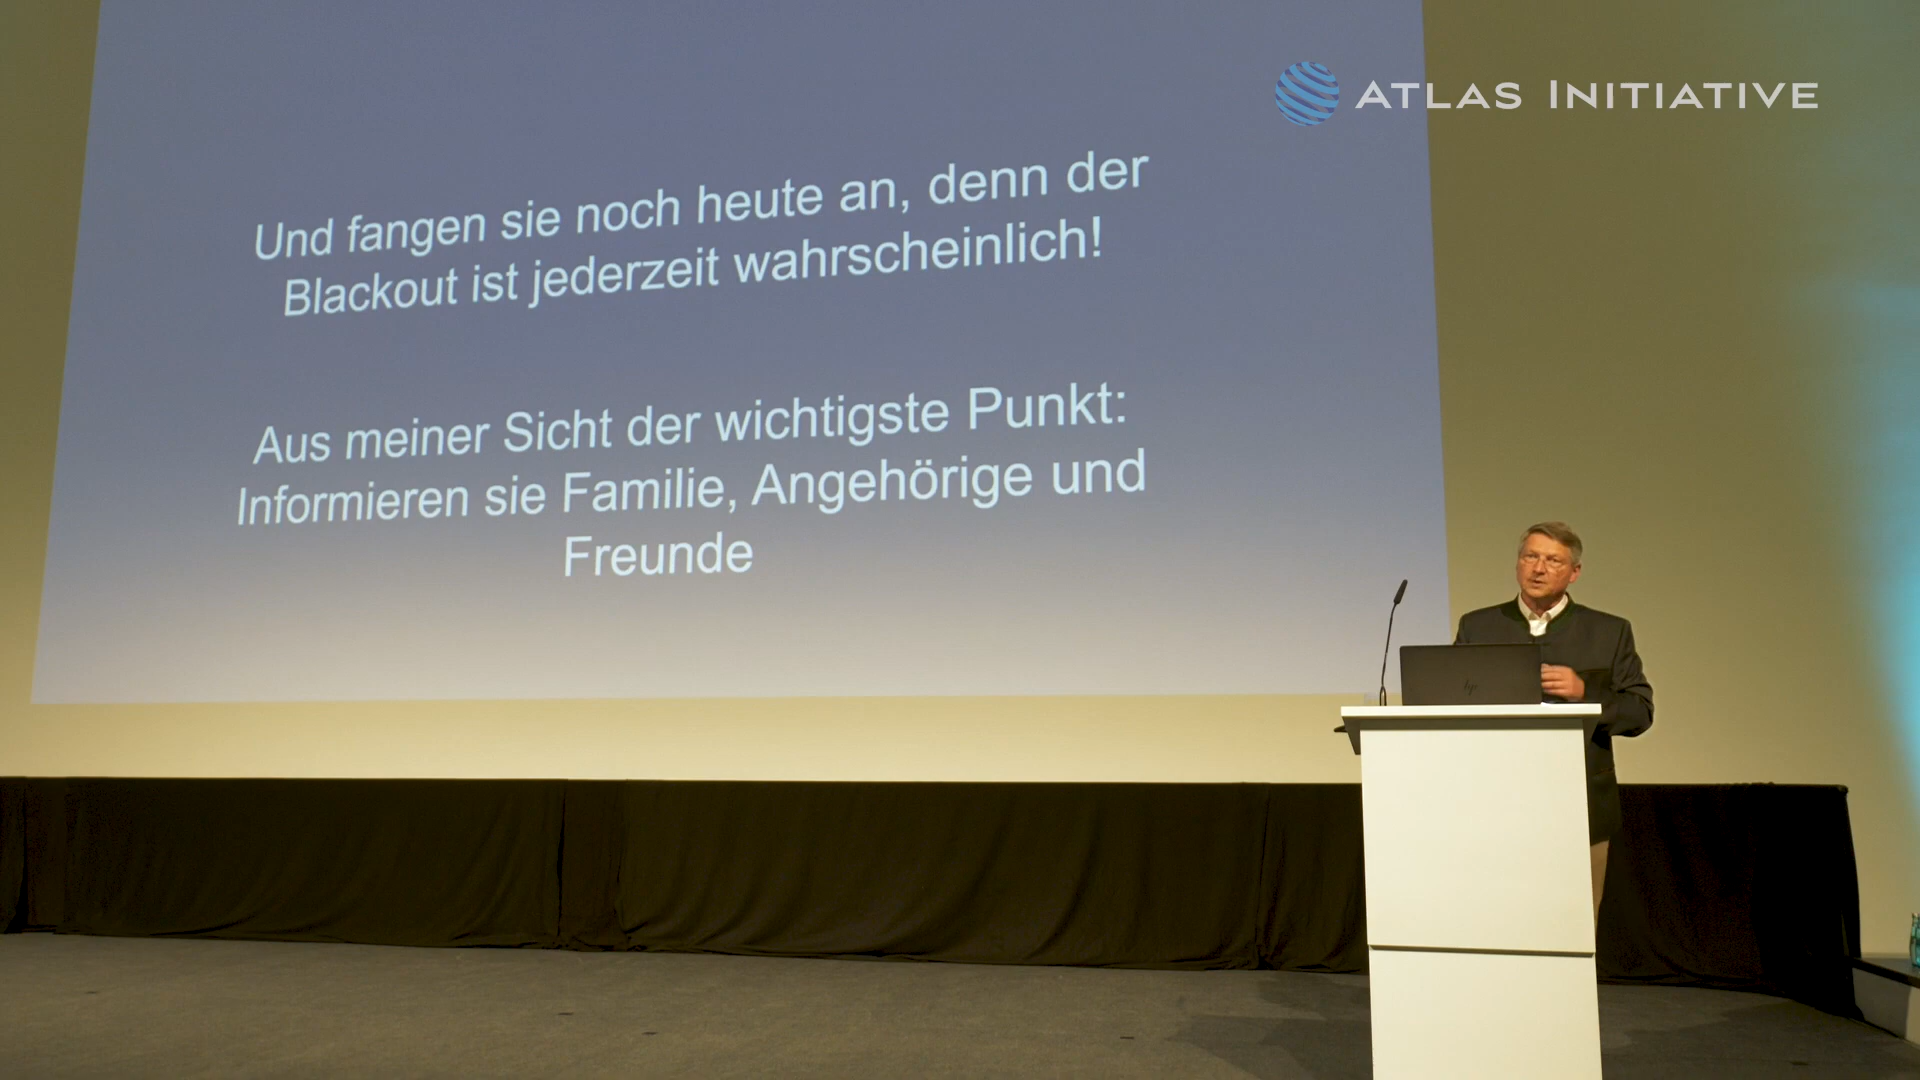 ATLAS INITIATIVE
Und fangen sie noch heute an, denn der
Blackout ist jederzeit wahrscheinlich!
Aus meiner Sicht der wichtigste Punkt:
Informieren sie Familie, Angehörige und
Freunde
hp